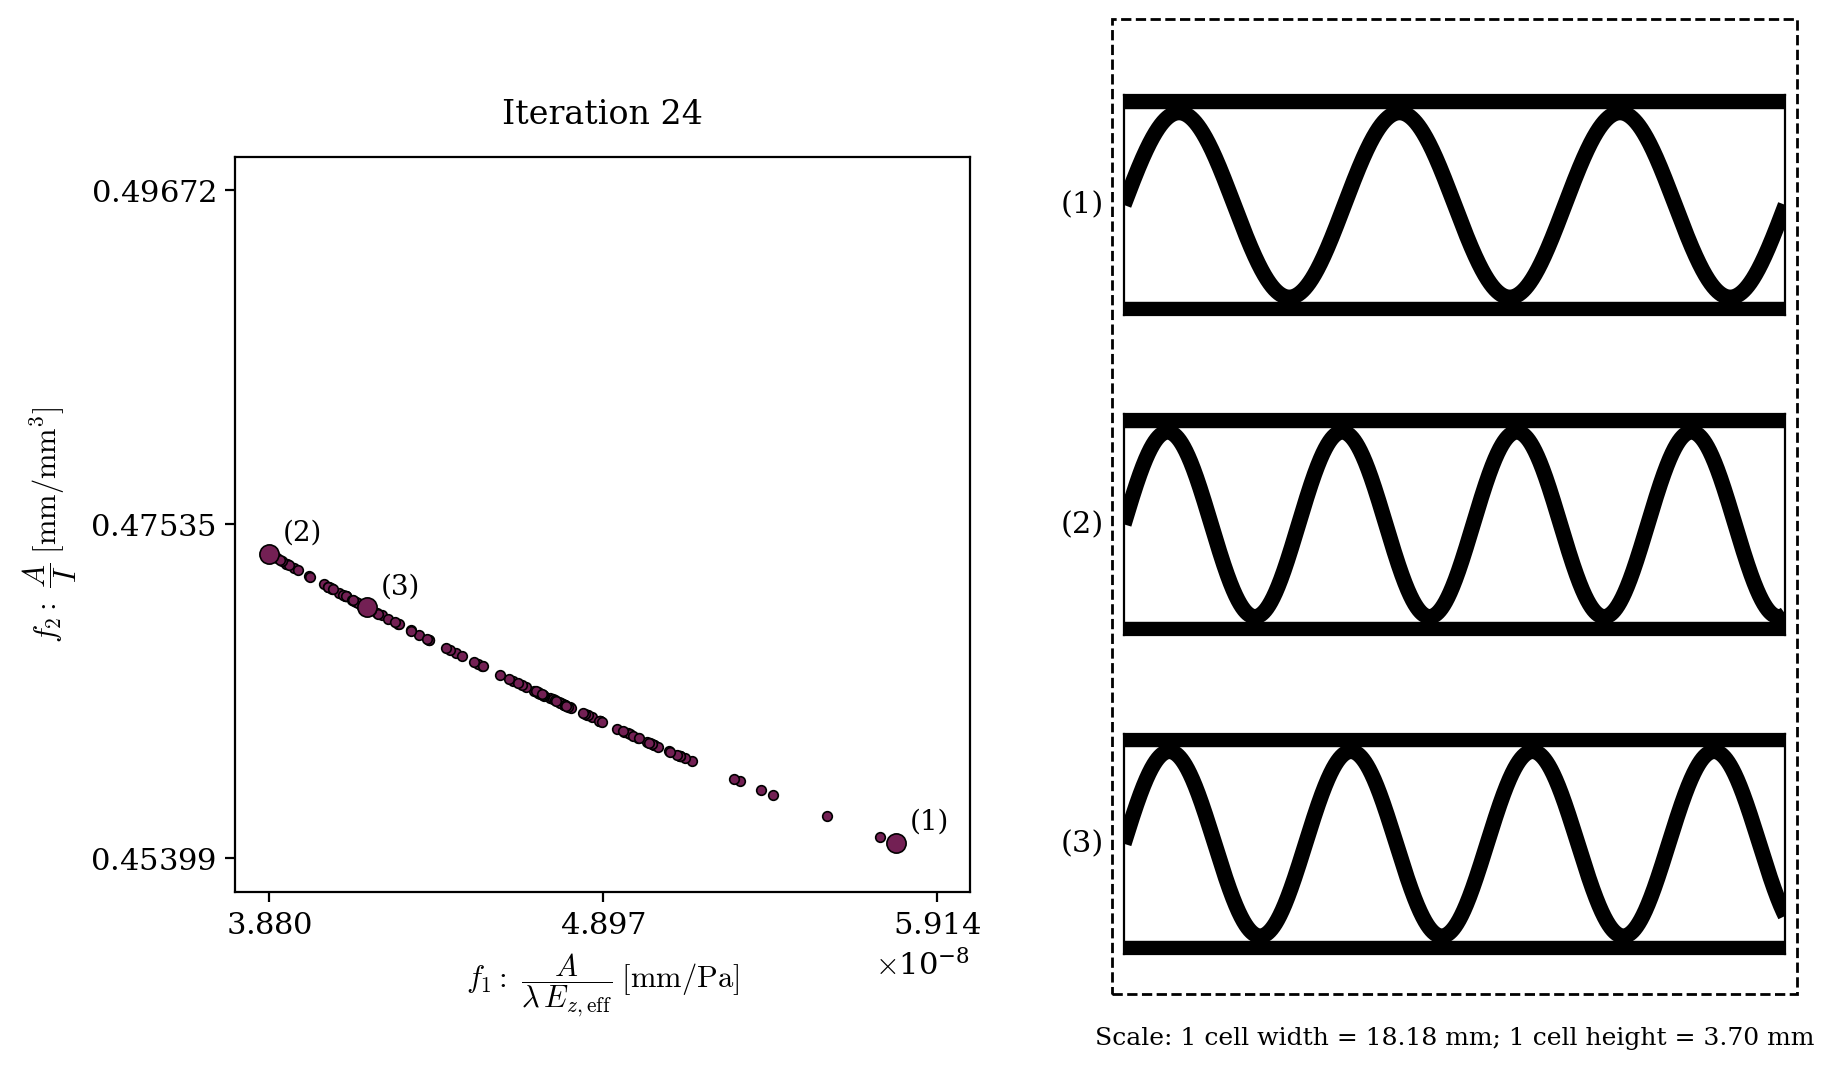 Iteration 24
0.49672
0.47535
0.45399
f₂: A/I [mm/mm³]
(2)
(3)
(1)
3.880 4.897 5.914
×10⁻⁸
f₁: A/(λ E_z,eff) [mm/Pa]
(1)
(2)
(3)
Scale: 1 cell width = 18.18 mm; 1 cell height = 3.70 mm